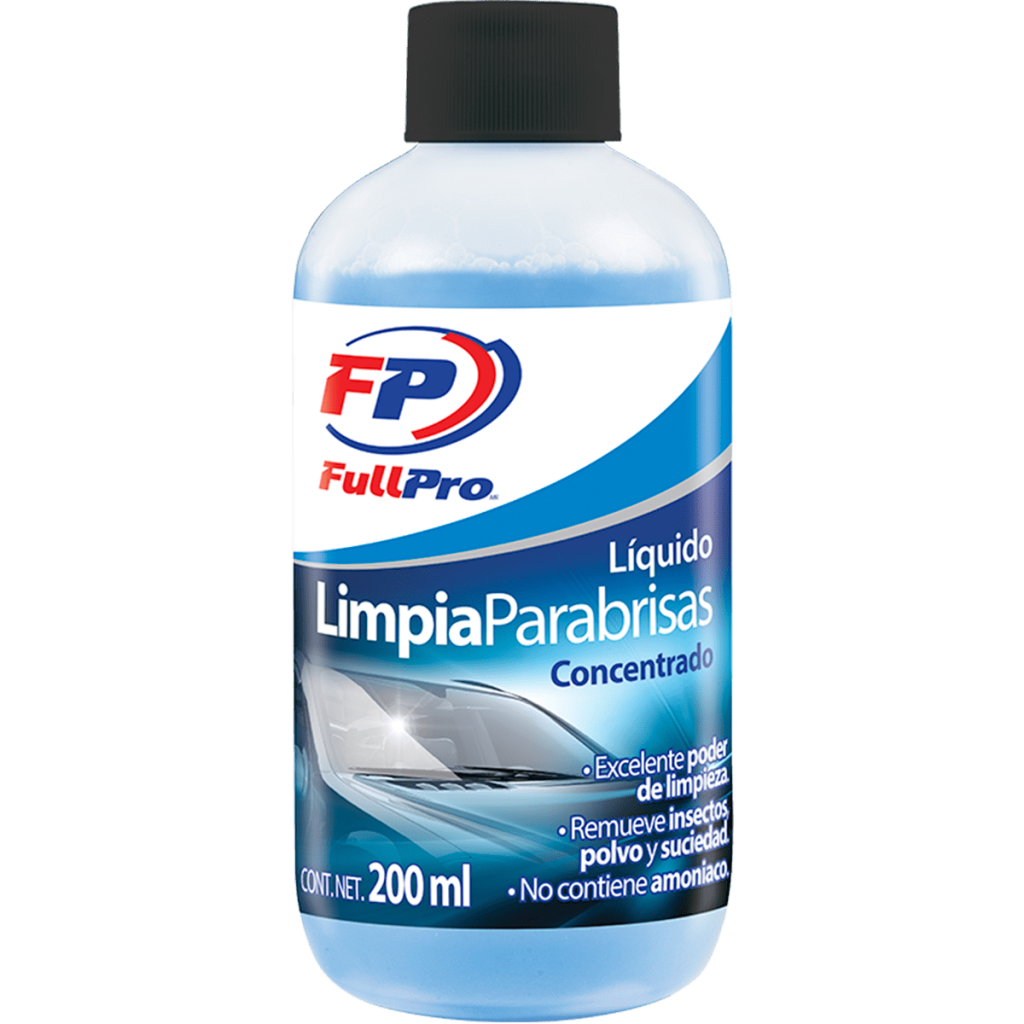 FP
FullPro
Líquido
LimpiaParabrisas
Concentrado
• Excelente poder
de limpieza.
• Remueve insectos,
polvo y suciedad.
• No contiene amoniaco.
CONT. NET. 200 ml